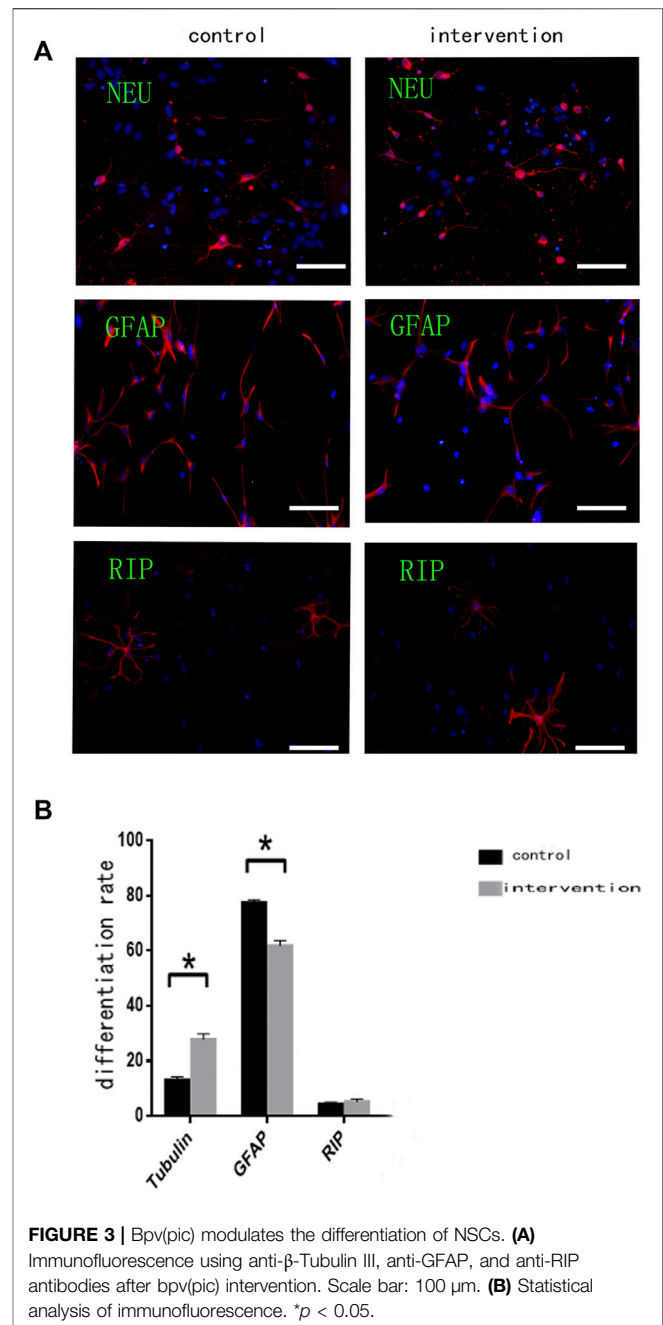 control intervention
A
NEU NEU
GFAP GFAP
RIP RIP
B
100
80
60
40
20
0
differentiation rate
*
*
control
intervention
Tubulin GFAP RIP
FIGURE 3 | Bpv(pic) modulates the differentiation of NSCs. (A)
Immunofluorescence using anti-β-Tubulin III, anti-GFAP, and anti-RIP
antibodies after bpv(pic) intervention. Scale bar: 100 µm. (B) Statistical
analysis of immunofluorescence. *p < 0.05.